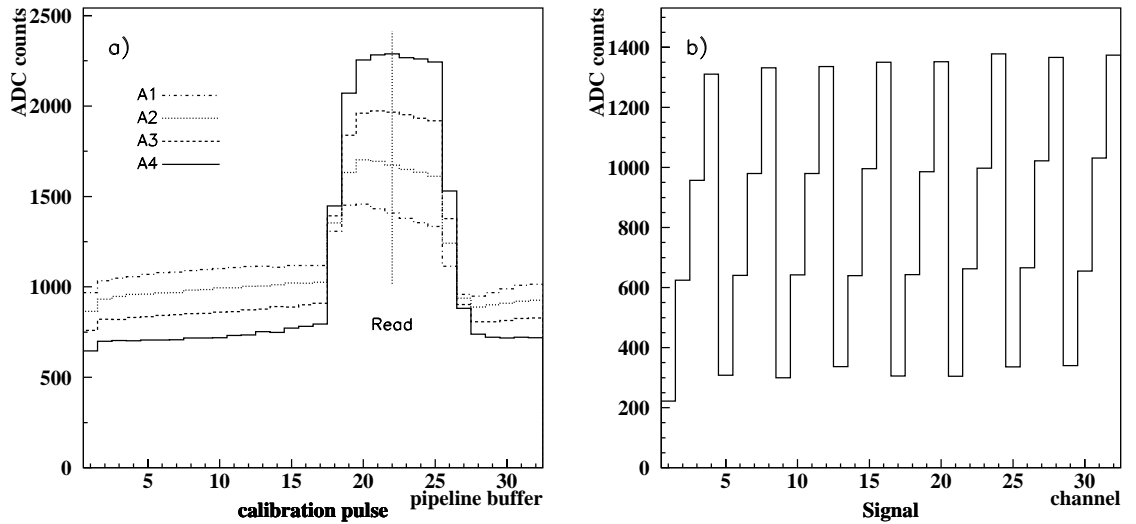 ADC counts
2500
2000
1500
1000
500
0
a)
A1
A2
A3
A4
Read
5 10 15 20 25 30
pipeline buffer
calibration pulse
ADC counts
1400
1200
1000
800
600
400
200
0
b)
5 10 15 20 25 30
channel
Signal